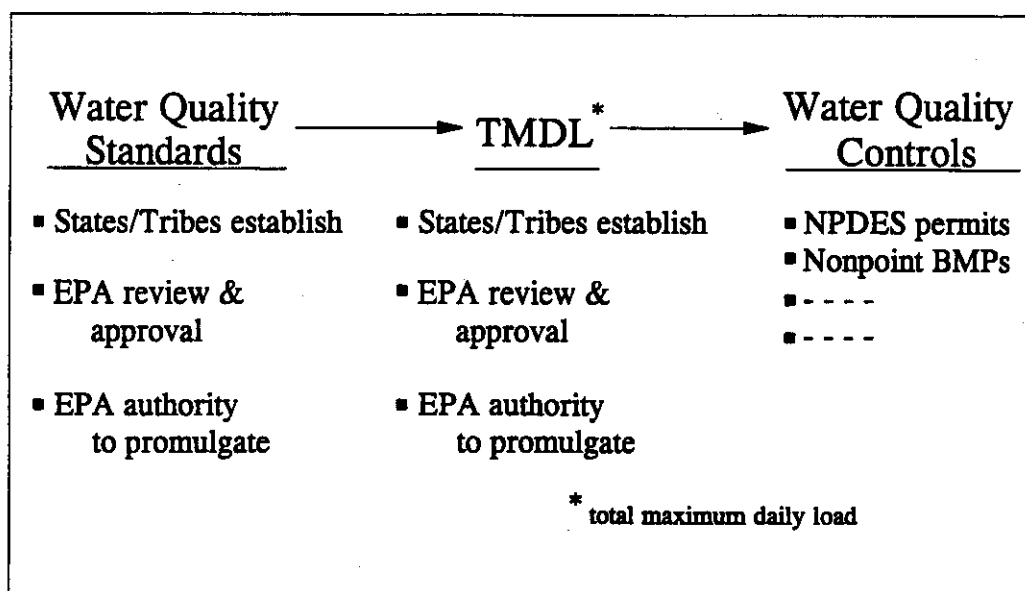 Water Quality
Standards
■ States/Tribes establish
■ EPA review &
approval
■ EPA authority
to promulgate
TMDL*
■ States/Tribes establish
■ EPA review &
approval
■ EPA authority
to promulgate
Water Quality
Controls
■ NPDES permits
■ Nonpoint BMPs
■ - - - -
■ - - - -
* total maximum daily load